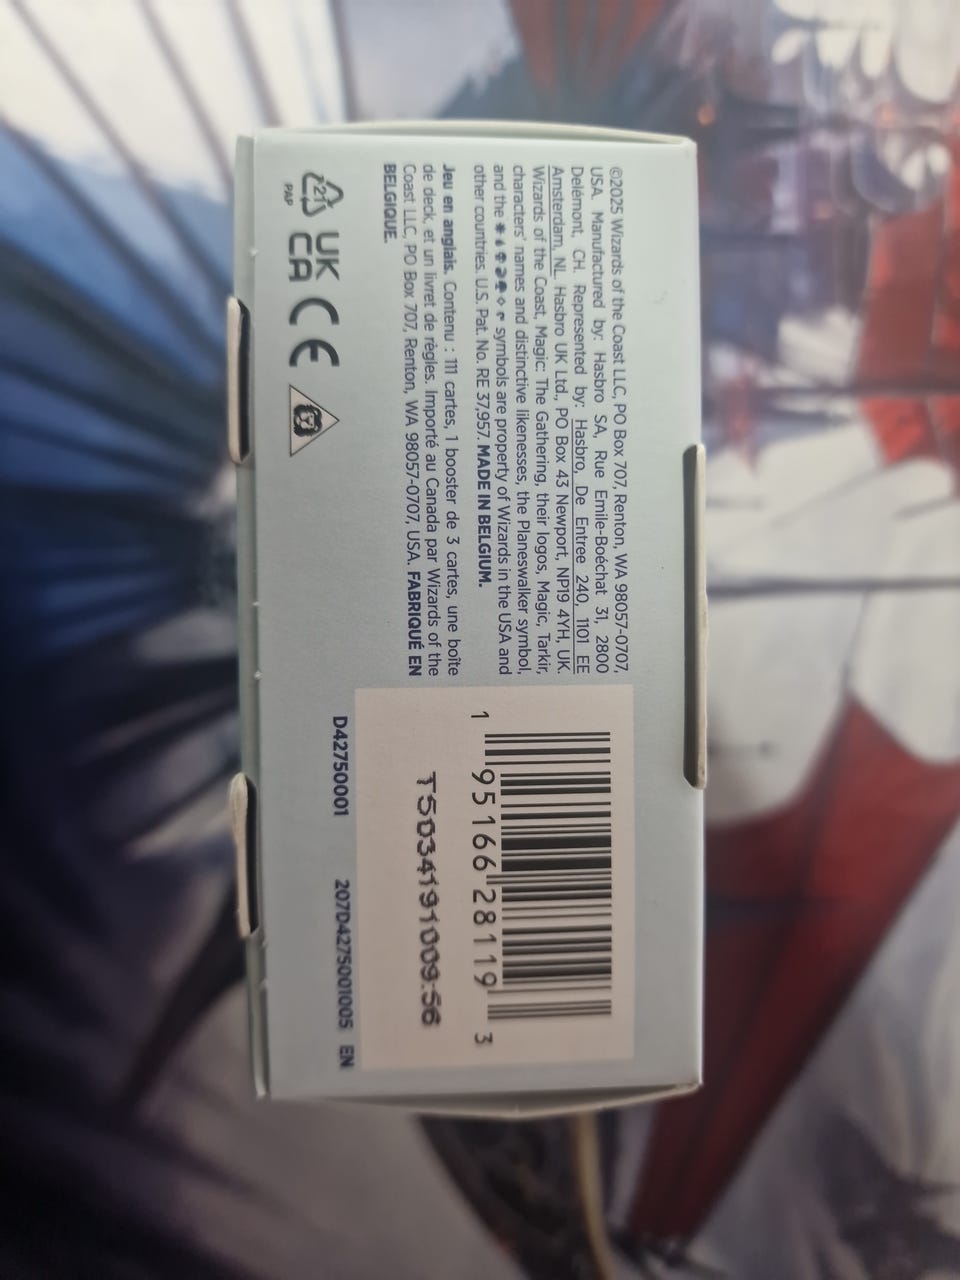 ©2025 Wizards of the Coast LLC, PO Box 707, Renton, WA 98057-0707,
USA. Manufactured by: Hasbro SA, Rue Emile-Boéchat 31, 2800
Delémont, CH. Represented by: Hasbro, De Entree 240, 1101 EE
Amsterdam, NL. Hasbro UK Ltd., PO Box 43 Newport, NP19 4YH, UK.
Wizards of the Coast, Magic: The Gathering, their logos, Magic, Tarkir,
characters' names and distinctive likenesses, the Planeswalker symbol,
and the symbols are property of Wizards in the USA and
other countries. U.S. Pat. No. RE 37,957. MADE IN BELGIUM.
Jeu en anglais. Contenu : 111 cartes, 1 booster de 3 cartes, une boîte
de deck, et un livret de règles. Importé au Canada par Wizards of the
Coast LLC, PO Box 707, Renton, WA 98057-0707, USA. FABRIQUÉ EN
BELGIQUE.
21
PAP
UK
CA CE
1 95166 28119 3
T5034191009:56
D42750001 207D4275001005 EN